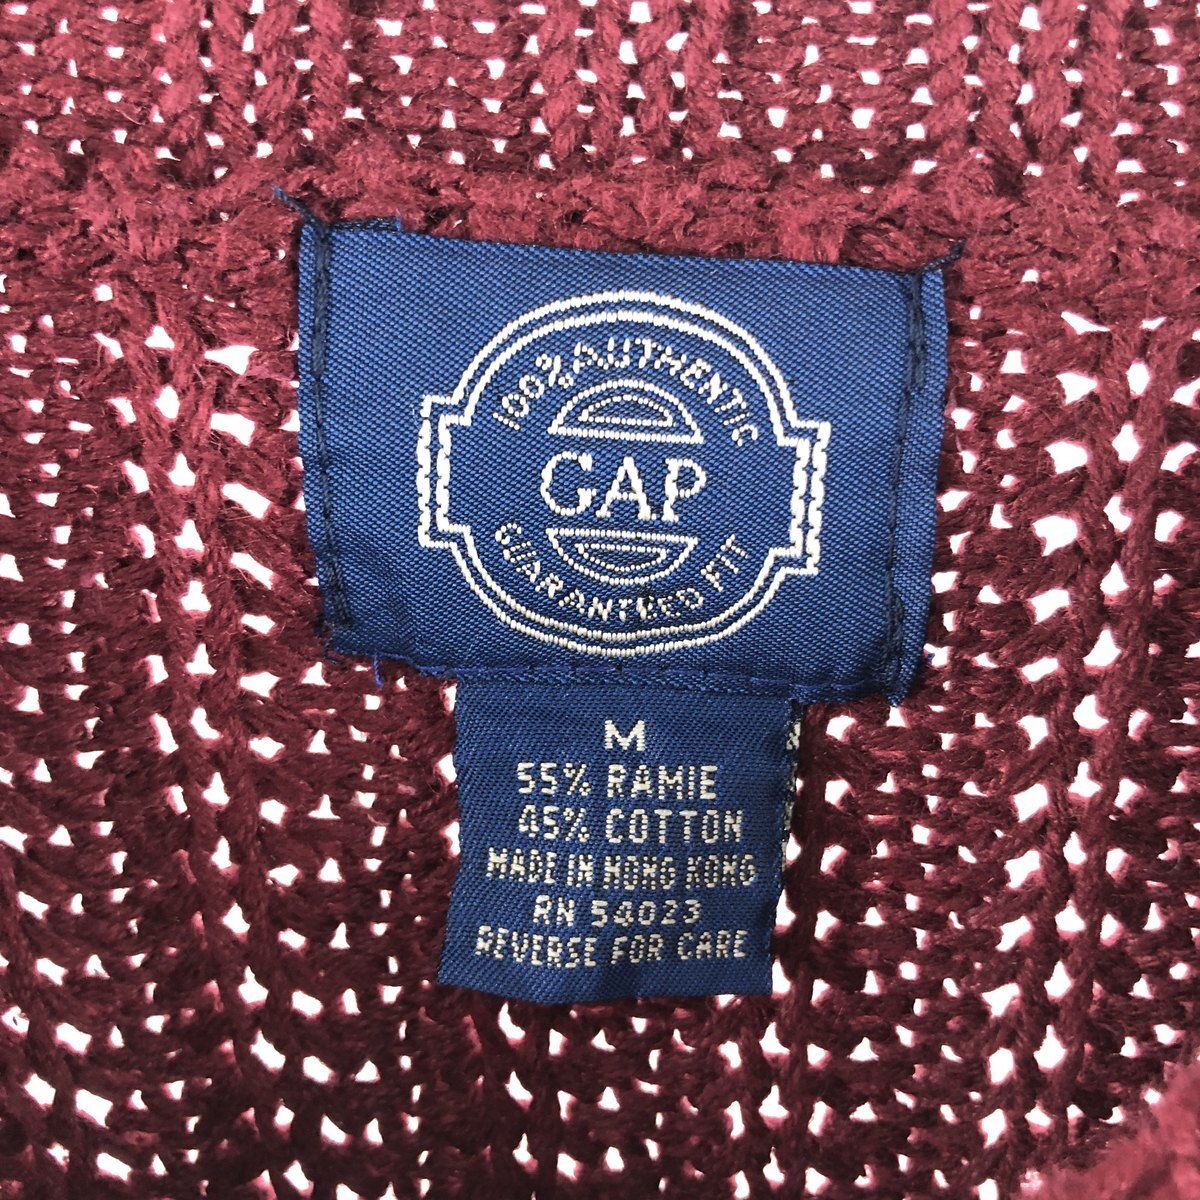 100% AUTHENTIC
GAP
GUARANTEED FIT
M
55% RAMIE
45% COTTON
MADE IN HONG KONG
RN 54023
REVERSE FOR CARE